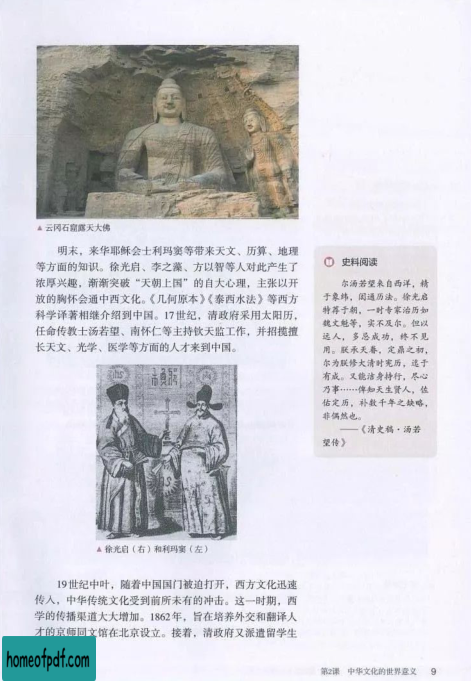 ▲ 云冈石窟露天大佛
明末，来华耶稣会士利玛窦等带来天文、历算、地理
等方面的知识。徐光启、李之藻、方以智等人对此产生了
浓厚兴趣，渐渐突破“天朝上国”的自大心理，主张以开
放的胸怀会通中西文化。《几何原本》《泰西水法》等西方
科学译著相继介绍到中国。17世纪，清政府采用太阳历，
任命传教士汤若望、南怀仁等主持钦天监工作，并招揽擅
长天文、光学、医学等方面的人才来到中国。
▲ 徐光启（右）和利玛窦（左）
19世纪中叶，随着中国国门被迫打开，西方文化迅速
传入，中华传统文化受到前所未有的冲击。这一时期，西
学的传播渠道大大增加。1862年，旨在培养外交和翻译人
才的京师同文馆在北京设立。接着，清政府又派遣留学生
史料阅读
尔汤若望来自西洋，精
于象纬，闳通历法。徐光启
特荐于朝，一时专家治历如
魏文魁等，实不及尔。但以
远人，多忌成功，终不见
用。朕承天眷，定鼎之初，
尔为朕修大清时宪历，迄于
有成。又能洁身持行，尽心
乃事……俾知天生贤人，佐
佑定历，补数千年之缺略，
非偶然也。
——《清史稿·汤若
望传》
第2课 中华文化的世界意义 9
homeofpdf.com